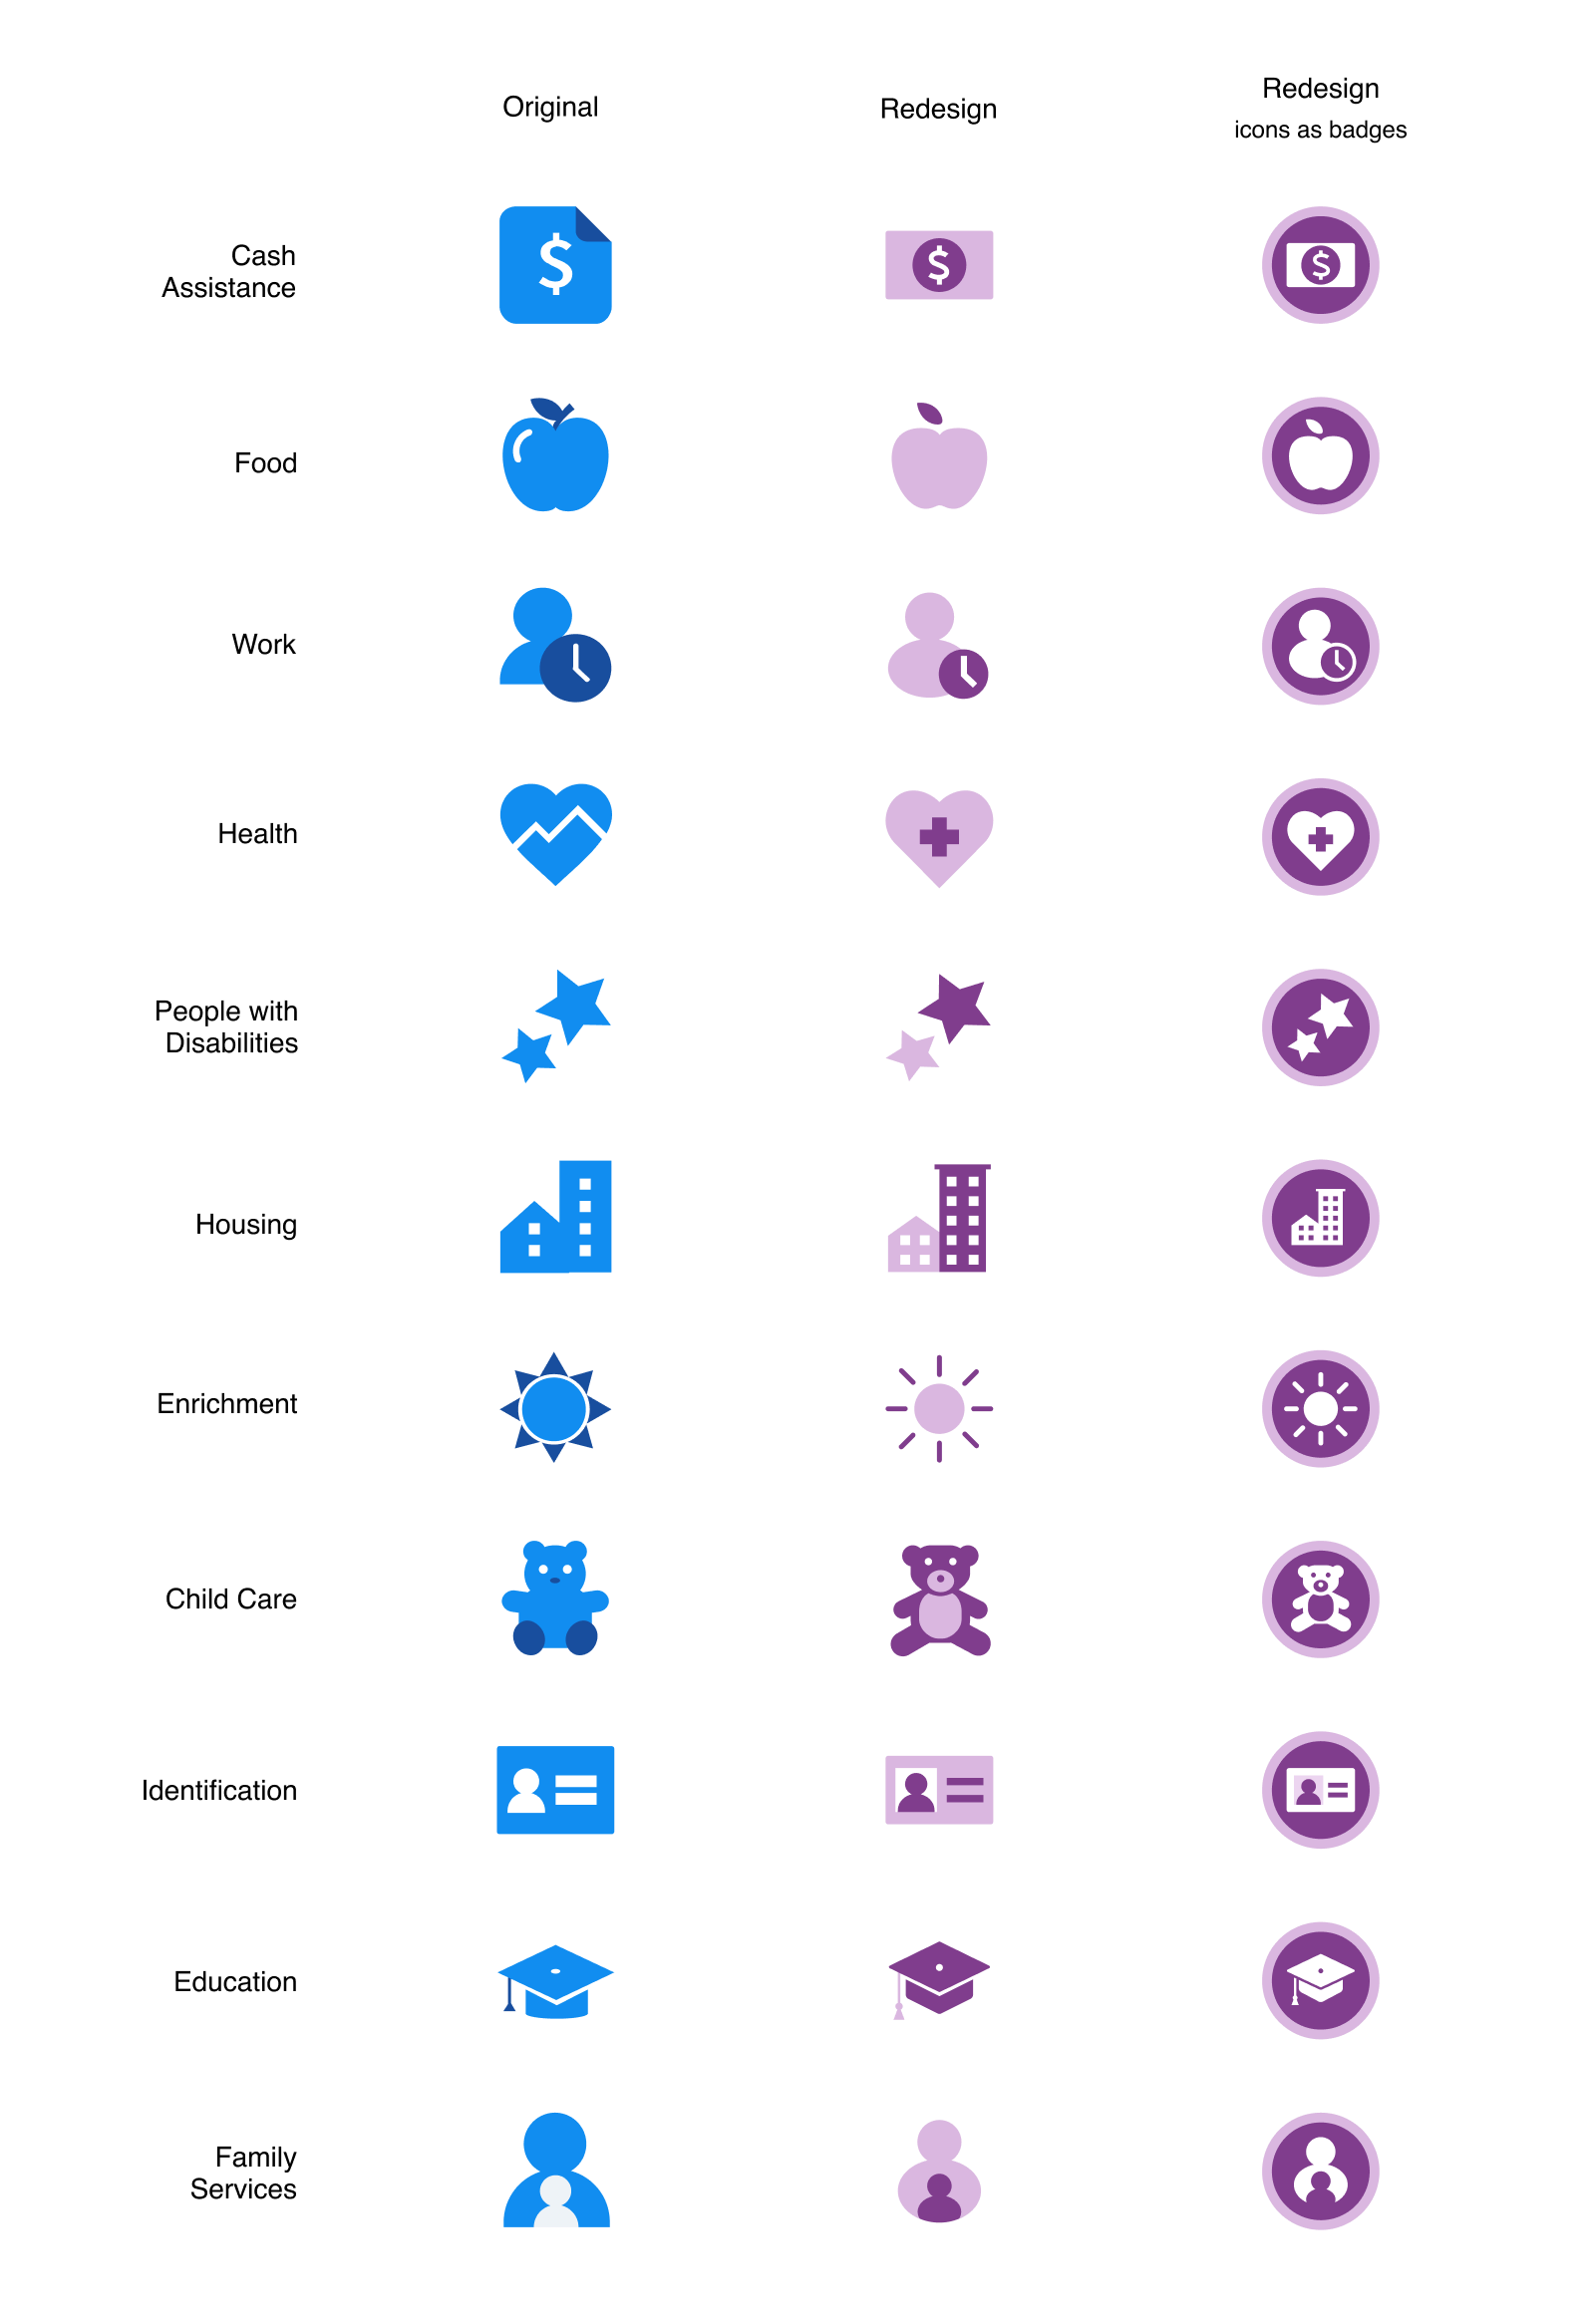 Original
Redesign
Redesign
icons as badges
Cash
Assistance
$
$
$
Food
Work
Health
People with
Disabilities
Housing
Enrichment
Child Care
Identification
Education
Family
Services